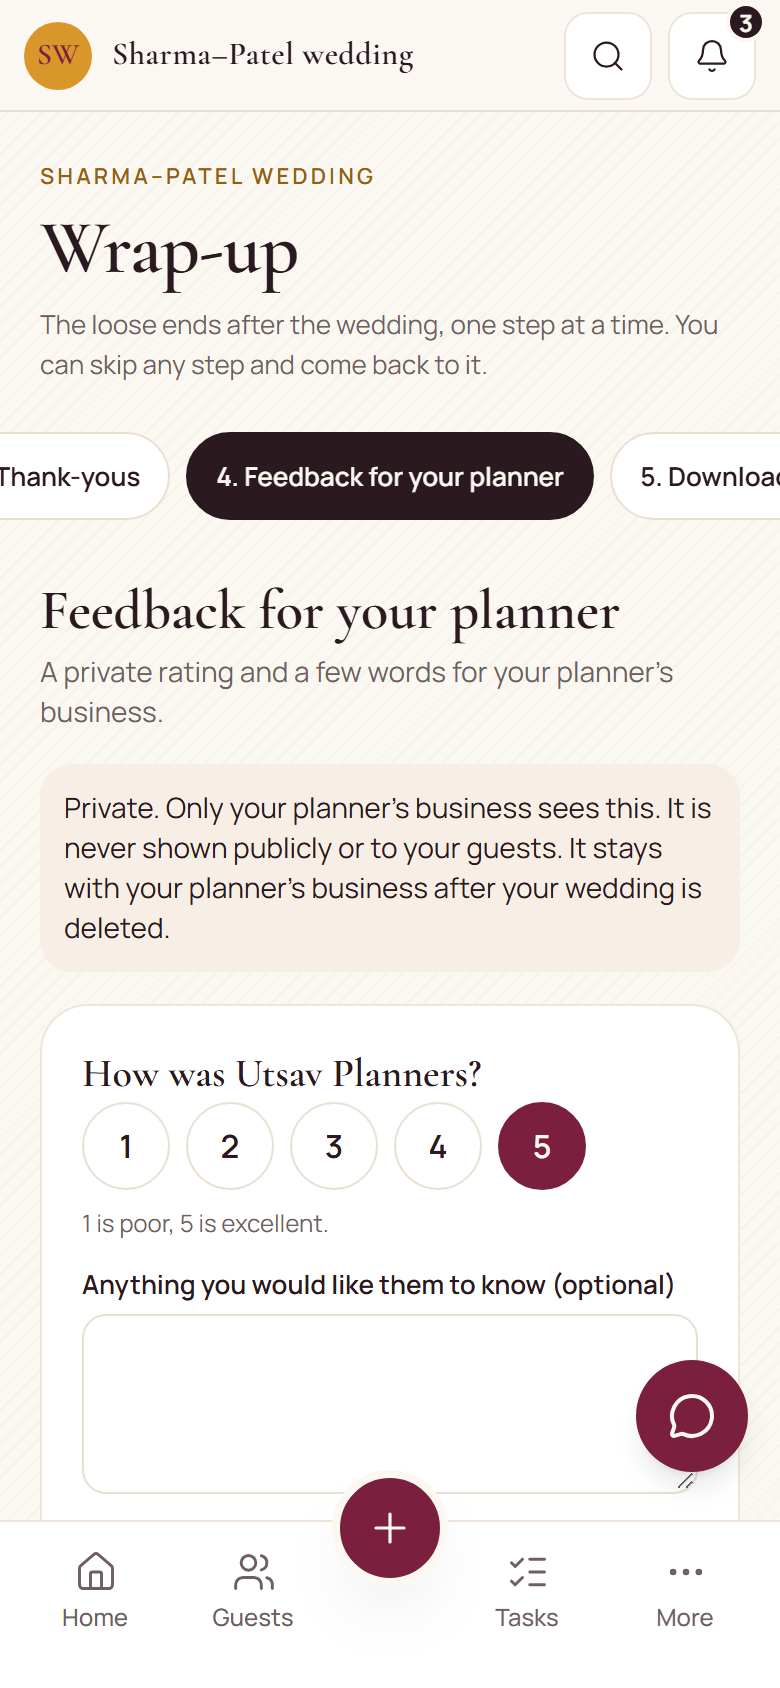 SW
Sharma–Patel wedding
3
SHARMA–PATEL WEDDING
Wrap-up
The loose ends after the wedding, one step at a time. You
can skip any step and come back to it.
Thank-yous
4. Feedback for your planner
5. Download
Feedback for your planner
A private rating and a few words for your planner’s
business.
Private. Only your planner’s business sees this. It is
never shown publicly or to your guests. It stays
with your planner’s business after your wedding is
deleted.
How was Utsav Planners?
1 2 3 4 5
1 is poor, 5 is excellent.
Anything you would like them to know (optional)
Home
Guests
Tasks
More